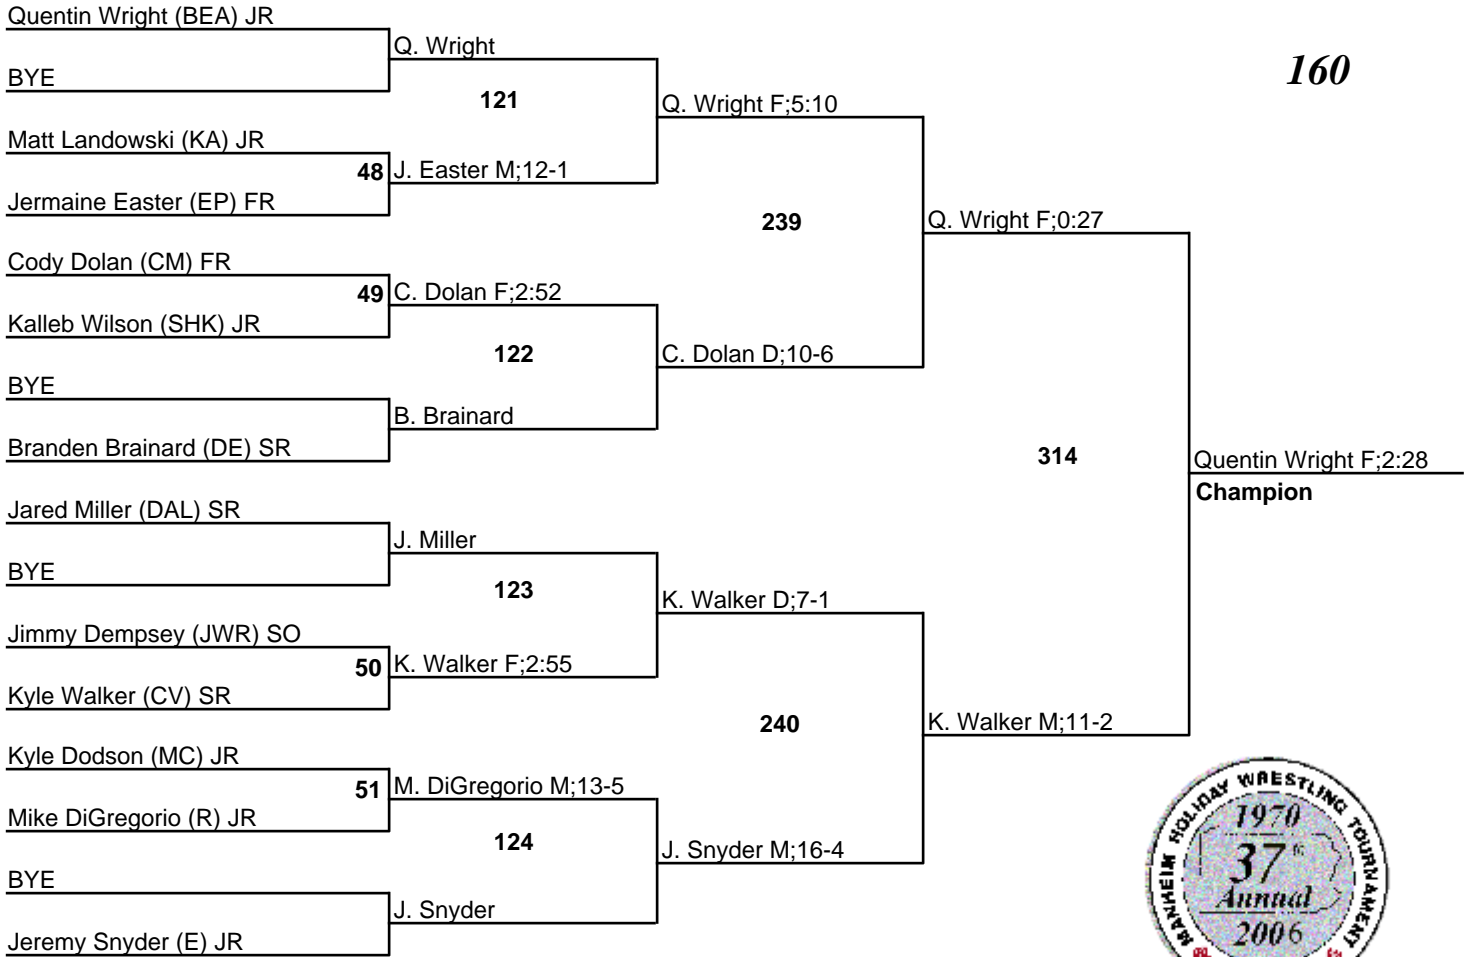 Quentin Wright (BEA) JR
Q. Wright
BYE
160
121
Q. Wright F;5:10
Matt Landowski (KA) JR
48
J. Easter M;12-1
Jermaine Easter (EP) FR
239
Q. Wright F;0:27
Cody Dolan (CM) FR
49
C. Dolan F;2:52
Kalleb Wilson (SHK) JR
122
C. Dolan D;10-6
BYE
B. Brainard
Branden Brainard (DE) SR
314
Quentin Wright F;2:28
Champion
Jared Miller (DAL) SR
J. Miller
BYE
123
K. Walker D;7-1
Jimmy Dempsey (JWR) SO
50
K. Walker F;2:55
Kyle Walker (CV) SR
240
K. Walker M;11-2
Kyle Dodson (MC) JR
51
M. DiGregorio M;13-5
Mike DiGregorio (R) JR
124
J. Snyder M;16-4
BYE
J. Snyder
Jeremy Snyder (E) JR
MANHEIM HOLIDAY WRESTLING TOURNAMENT
1970
37
Annual
2006